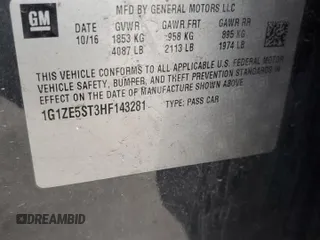 GM
MFD BY GENERAL MOTORS LLC
DATE GVWR GAWR FRT GAWR RR
10/16 1853 KG 958 KG 895 KG
4087 LB 2113 LB 1974 LB
THIS VEHICLE CONFORMS TO ALL APPLICABLE U.S. FEDERAL MOTOR
VEHICLE SAFETY, BUMPER, AND THEFT PREVENTION STANDARDS IN
EFFECT ON THE DATE OF MANUFACTURE SHOWN ABOVE.
1G1ZE5ST3HF143281 TYPE: PASS CAR
DREAMBID